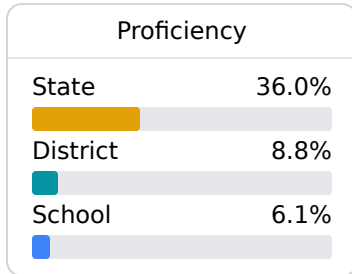 Proficiency
State 36.0%
District 8.8%
School 6.1%